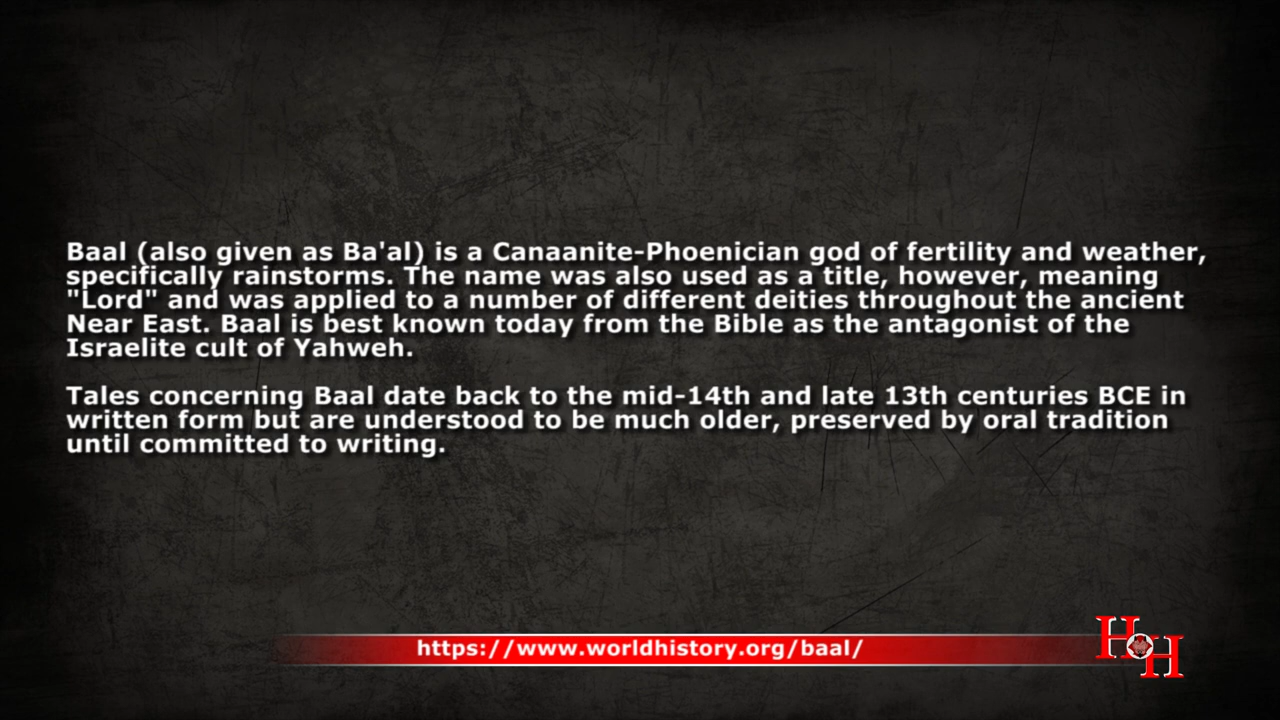 Baal (also given as Ba'al) is a Canaanite-Phoenician god of fertility and weather,
specifically rainstorms. The name was also used as a title, however, meaning
"Lord" and was applied to a number of different deities throughout the ancient
Near East. Baal is best known today from the Bible as the antagonist of the
Israelite cult of Yahweh.
Tales concerning Baal date back to the mid-14th and late 13th centuries BCE in
written form but are understood to be much older, preserved by oral tradition
until committed to writing.
https://www.worldhistory.org/baal/
HH